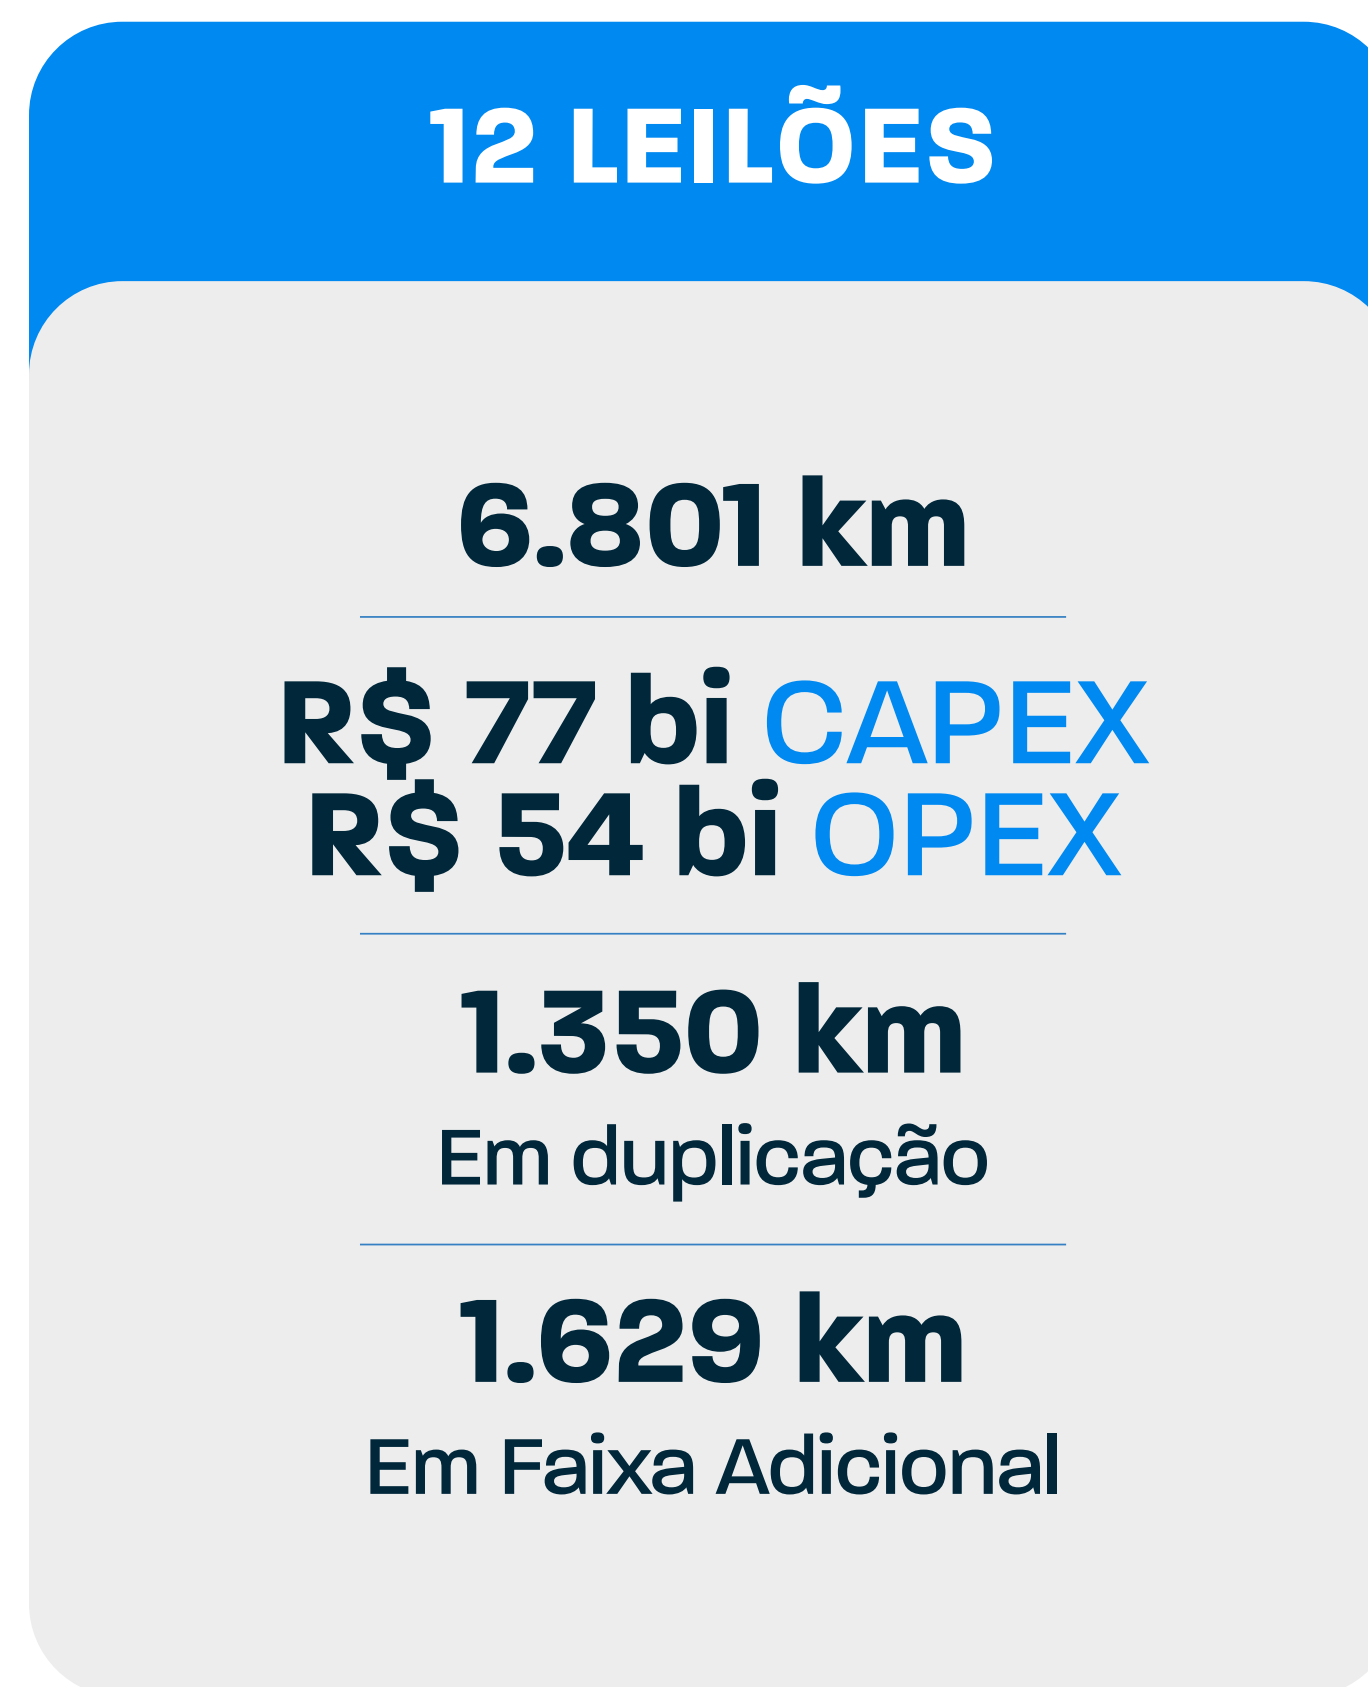 12 LEILÕES
6.801 km
R$ 77 bi CAPEX
R$ 54 bi OPEX
1.350 km
Em duplicação
1.629 km
Em Faixa Adicional